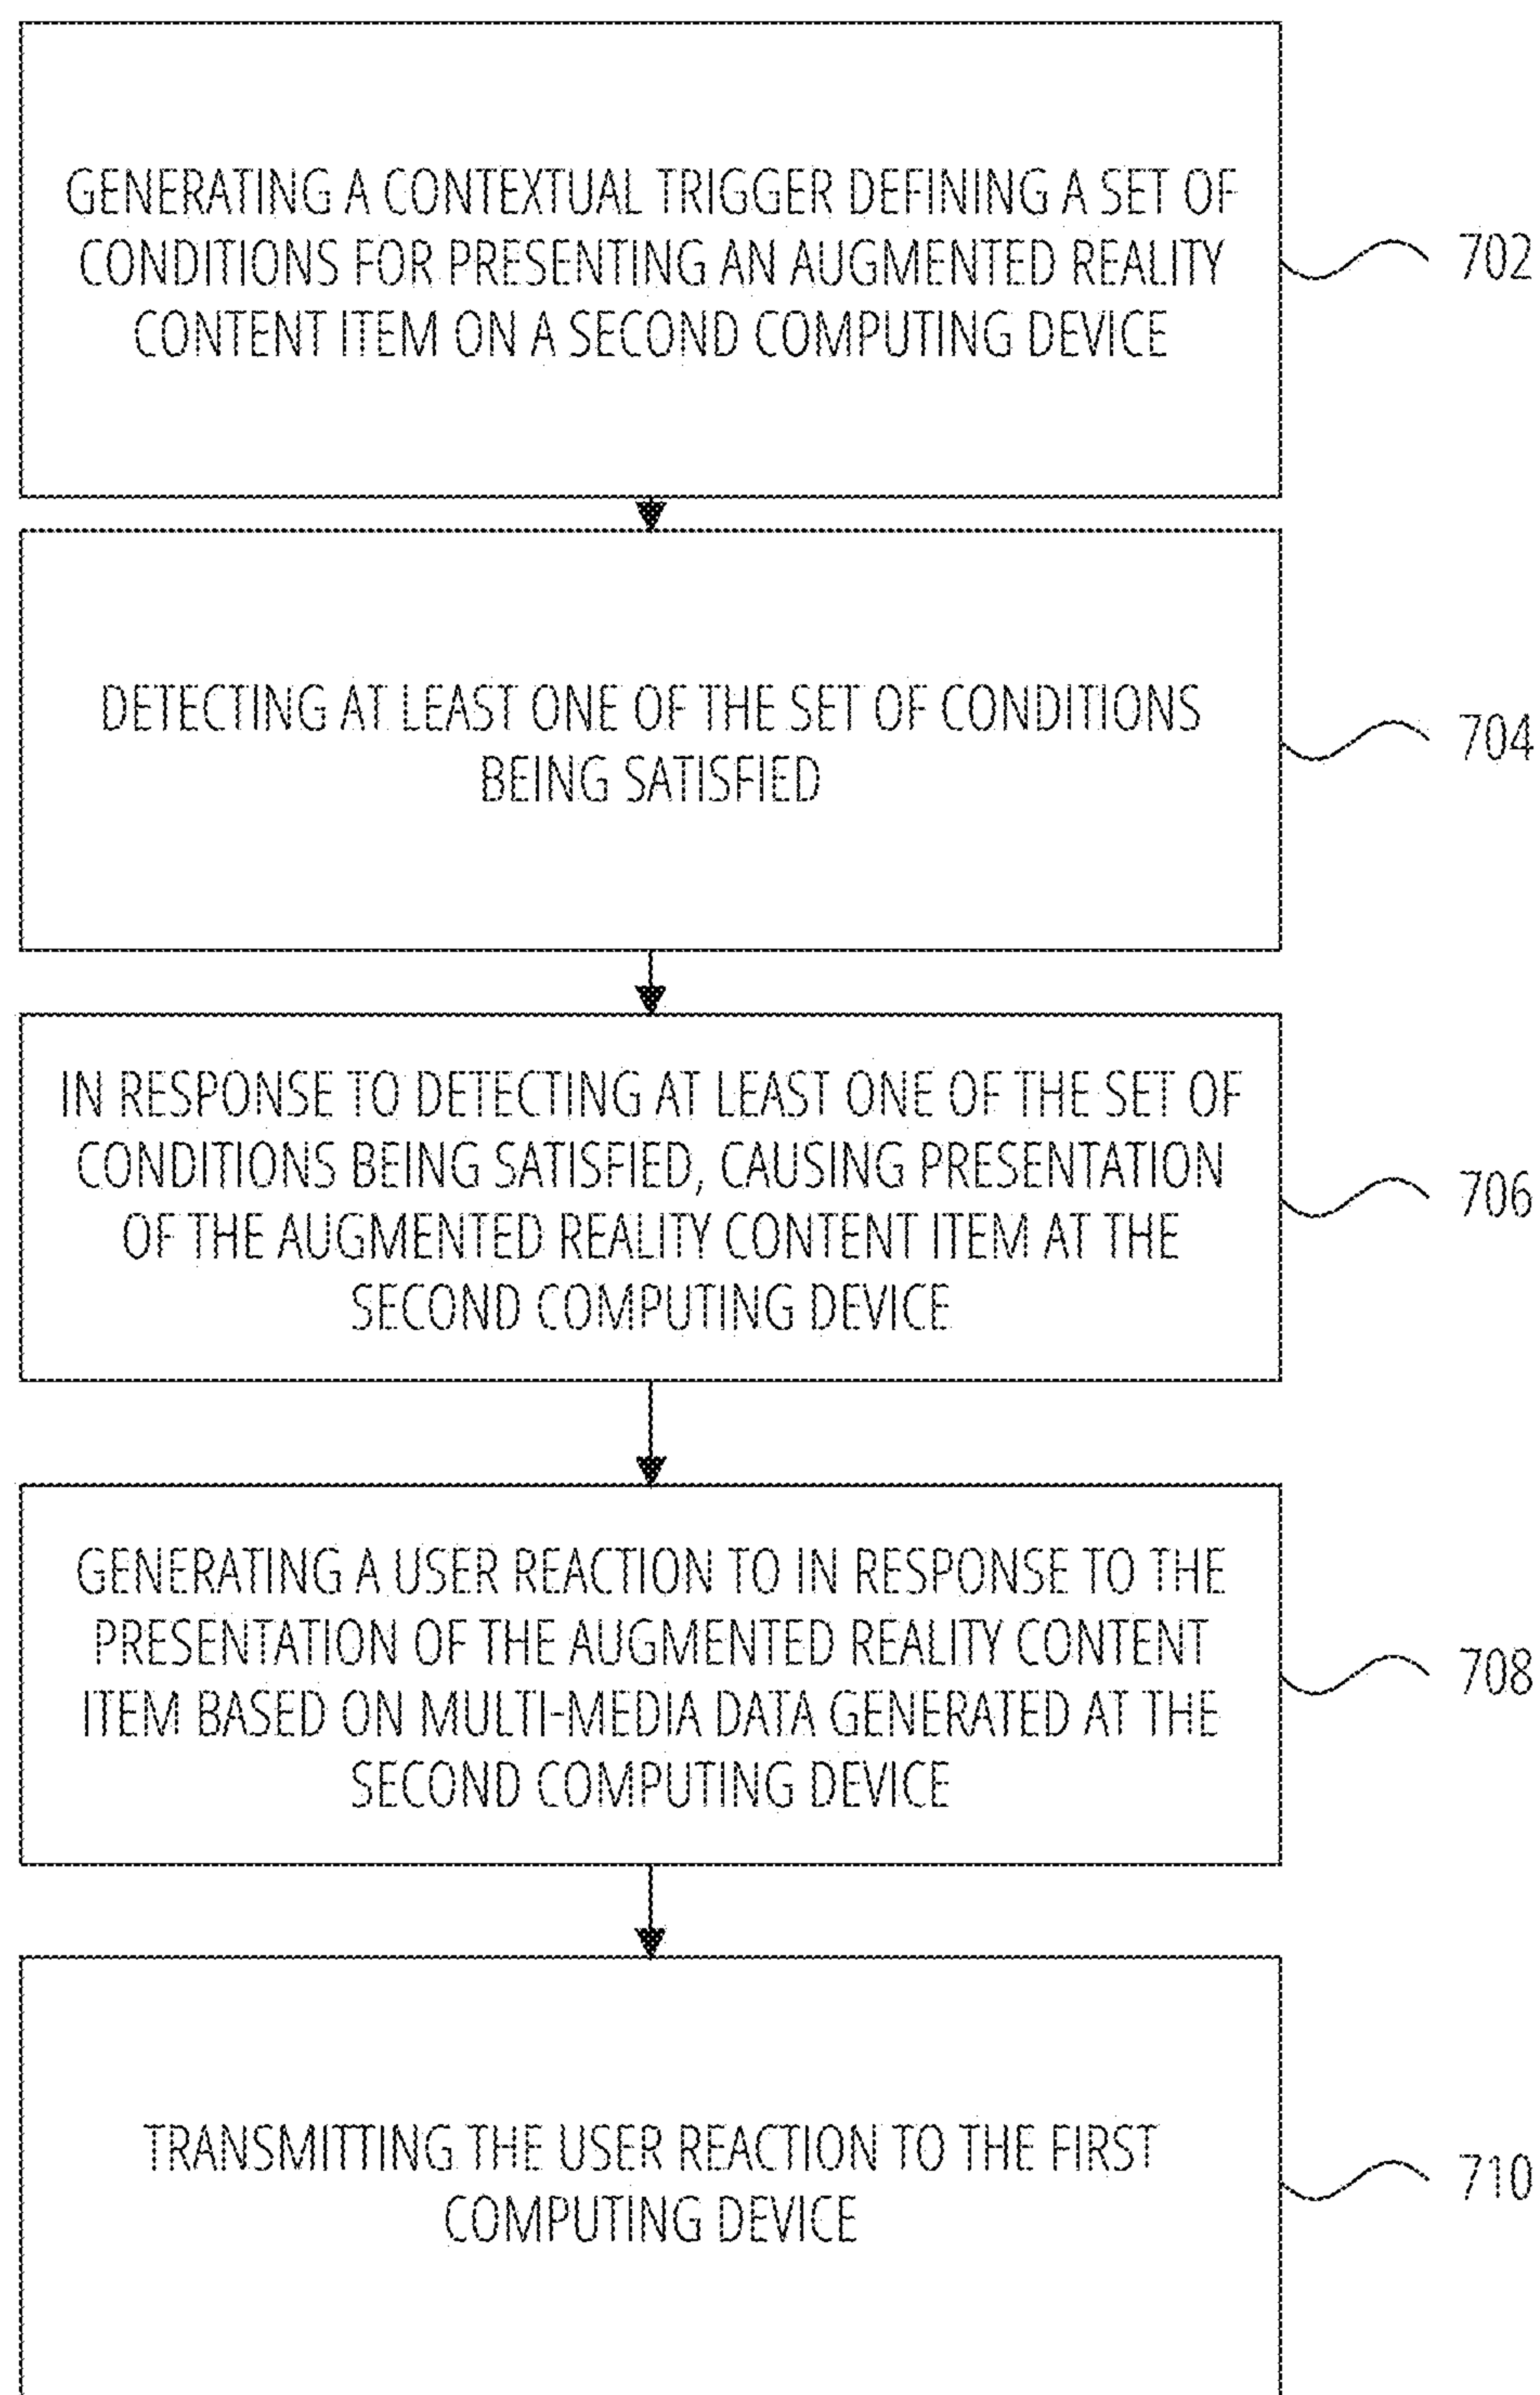 GENERATING A CONTEXTUAL TRIGGER DEFINING A SET OF
CONDITIONS FOR PRESENTING AN AUGMENTED REALITY
CONTENT ITEM ON A SECOND COMPUTING DEVICE
702
DETECTING AT LEAST ONE OF THE SET OF CONDITIONS
BEING SATISFIED
704
IN RESPONSE TO DETECTING AT LEAST ONE OF THE SET OF
CONDITIONS BEING SATISFIED, CAUSING PRESENTATION
OF THE AUGMENTED REALITY CONTENT ITEM AT THE
SECOND COMPUTING DEVICE
706
GENERATING A USER REACTION TO IN RESPONSE TO THE
PRESENTATION OF THE AUGMENTED REALITY CONTENT
ITEM BASED ON MULTI-MEDIA DATA GENERATED AT THE
SECOND COMPUTING DEVICE
708
TRANSMITTING THE USER REACTION TO THE FIRST
COMPUTING DEVICE
710